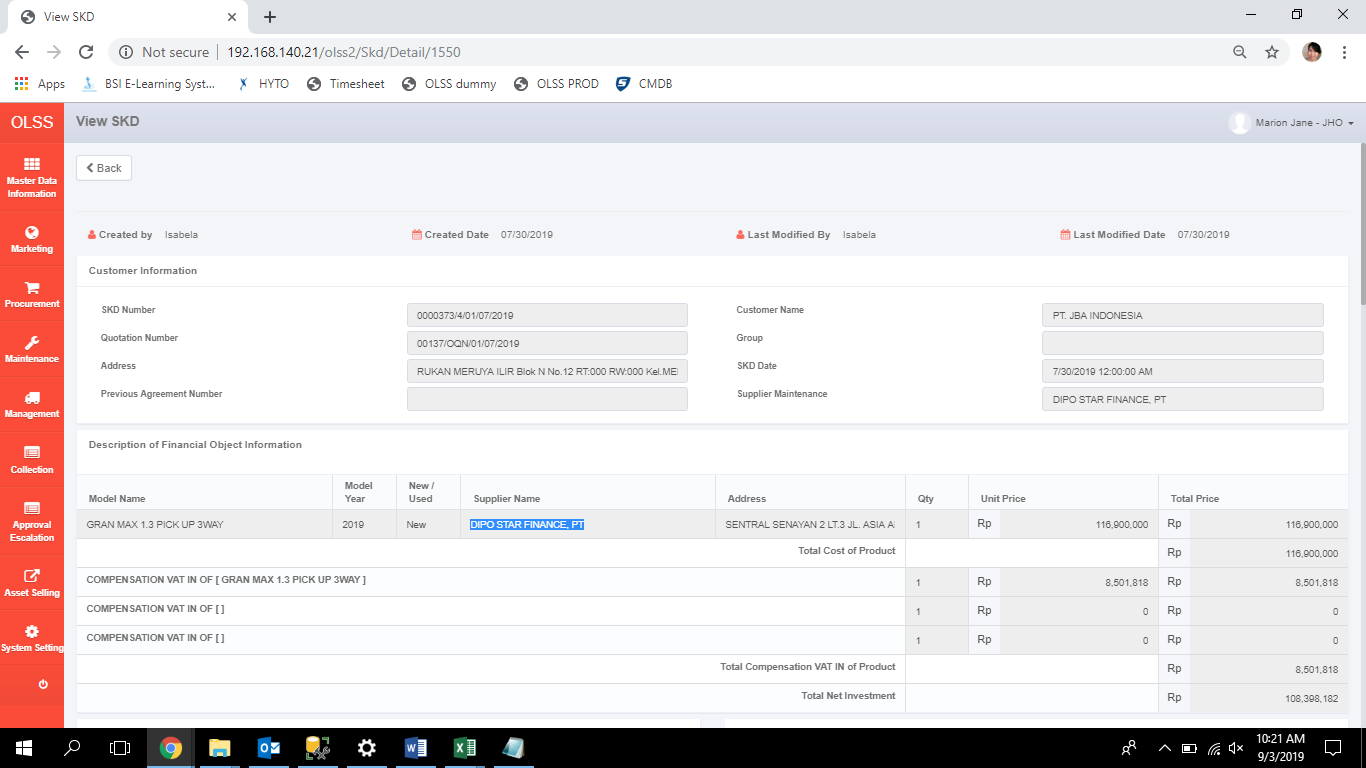 View SKD
Not secure 192.168.140.21/olss2/Skd/Detail/1550
Apps BSI E-Learning Syst... HYTO Timesheet OLSS dummy OLSS PROD CMDB
OLSS View SKD Marion Jane - JHO
Back
Master Data Information
Marketing
Procurement
Maintenance
Management
Collection
Approval Escalation
Asset Selling
System Setting
Created by Isabela Created Date 07/30/2019 Last Modified By Isabela Last Modified Date 07/30/2019
Customer Information
SKD Number 0000373/4/01/07/2019 Customer Name PT. JBA INDONESIA
Quotation Number 00137/OQN/01/07/2019 Group
Address RUKAN MERUYA ILIR Blok N No.12 RT:000 RW:000 Kel.MEI SKD Date 7/30/2019 12:00:00 AM
Previous Agreement Number Supplier Maintenance DIPO STAR FINANCE, PT
Description of Financial Object Information
Model Name Model Year New / Used Supplier Name Address Qty Unit Price Total Price
GRAN MAX 1.3 PICK UP 3WAY 2019 New DIPO STAR FINANCE, PT SENTRAL SENAYAN 2 LT.3 JL. ASIA A 1 Rp 116,900,000 Rp 116,900,000
Total Cost of Product Rp 116,900,000
COMPENSATION VAT IN OF [ GRAN MAX 1.3 PICK UP 3WAY ] 1 Rp 8,501,818 Rp 8,501,818
COMPENSATION VAT IN OF [ ] 1 Rp 0 Rp 0
COMPENSATION VAT IN OF [ ] 1 Rp 0 Rp 0
Total Compensation VAT IN of Product Rp 8,501,818
Total Net Investment Rp 108,398,182
10:21 AM
9/3/2019